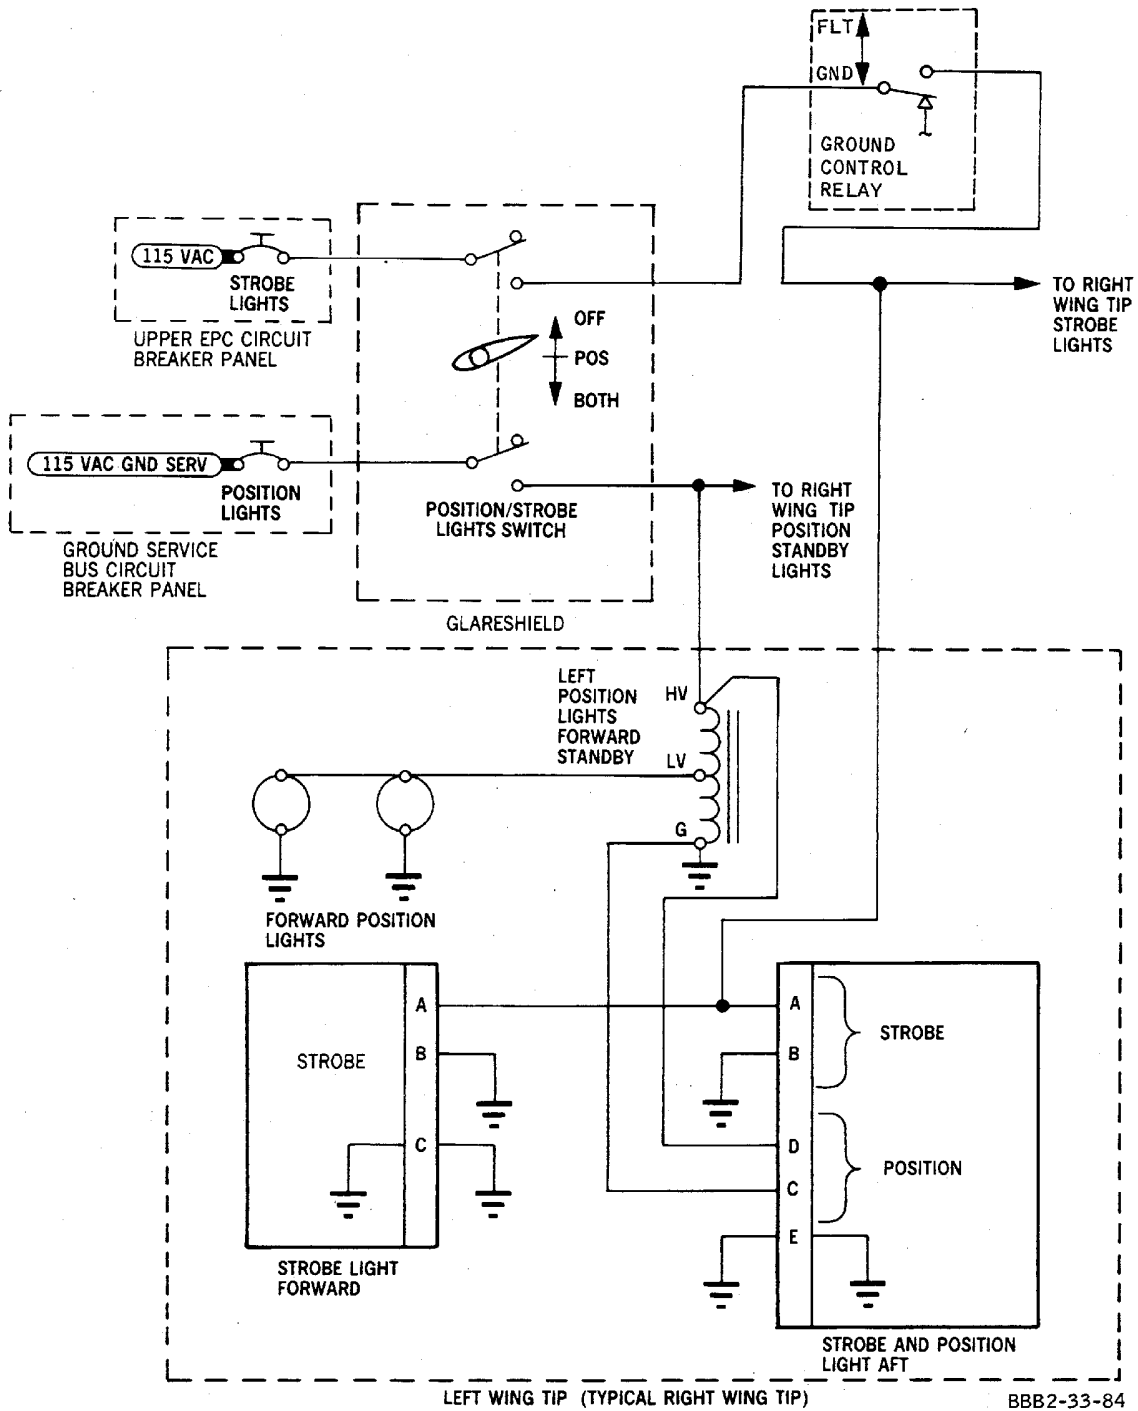 FLT
GND
GROUND
CONTROL
RELAY
115 VAC
STROBE
LIGHTS
UPPER EPC CIRCUIT
BREAKER PANEL
OFF
POS
BOTH
TO RIGHT
WING TIP
STROBE
LIGHTS
115 VAC GND SERV
POSITION
LIGHTS
GROUND SERVICE
BUS CIRCUIT
BREAKER PANEL
POSITION/STROBE
LIGHTS SWITCH
GLARESHIELD
TO RIGHT
WING TIP
POSITION
STANDBY
LIGHTS
LEFT
POSITION
LIGHTS
FORWARD
STANDBY
HV
LV
G
FORWARD POSITION
LIGHTS
STROBE
A
B
C
STROBE LIGHT
FORWARD
A
B
D
C
E
STROBE
POSITION
STROBE AND POSITION
LIGHT AFT
LEFT WING TIP (TYPICAL RIGHT WING TIP)
BBB2-33-84